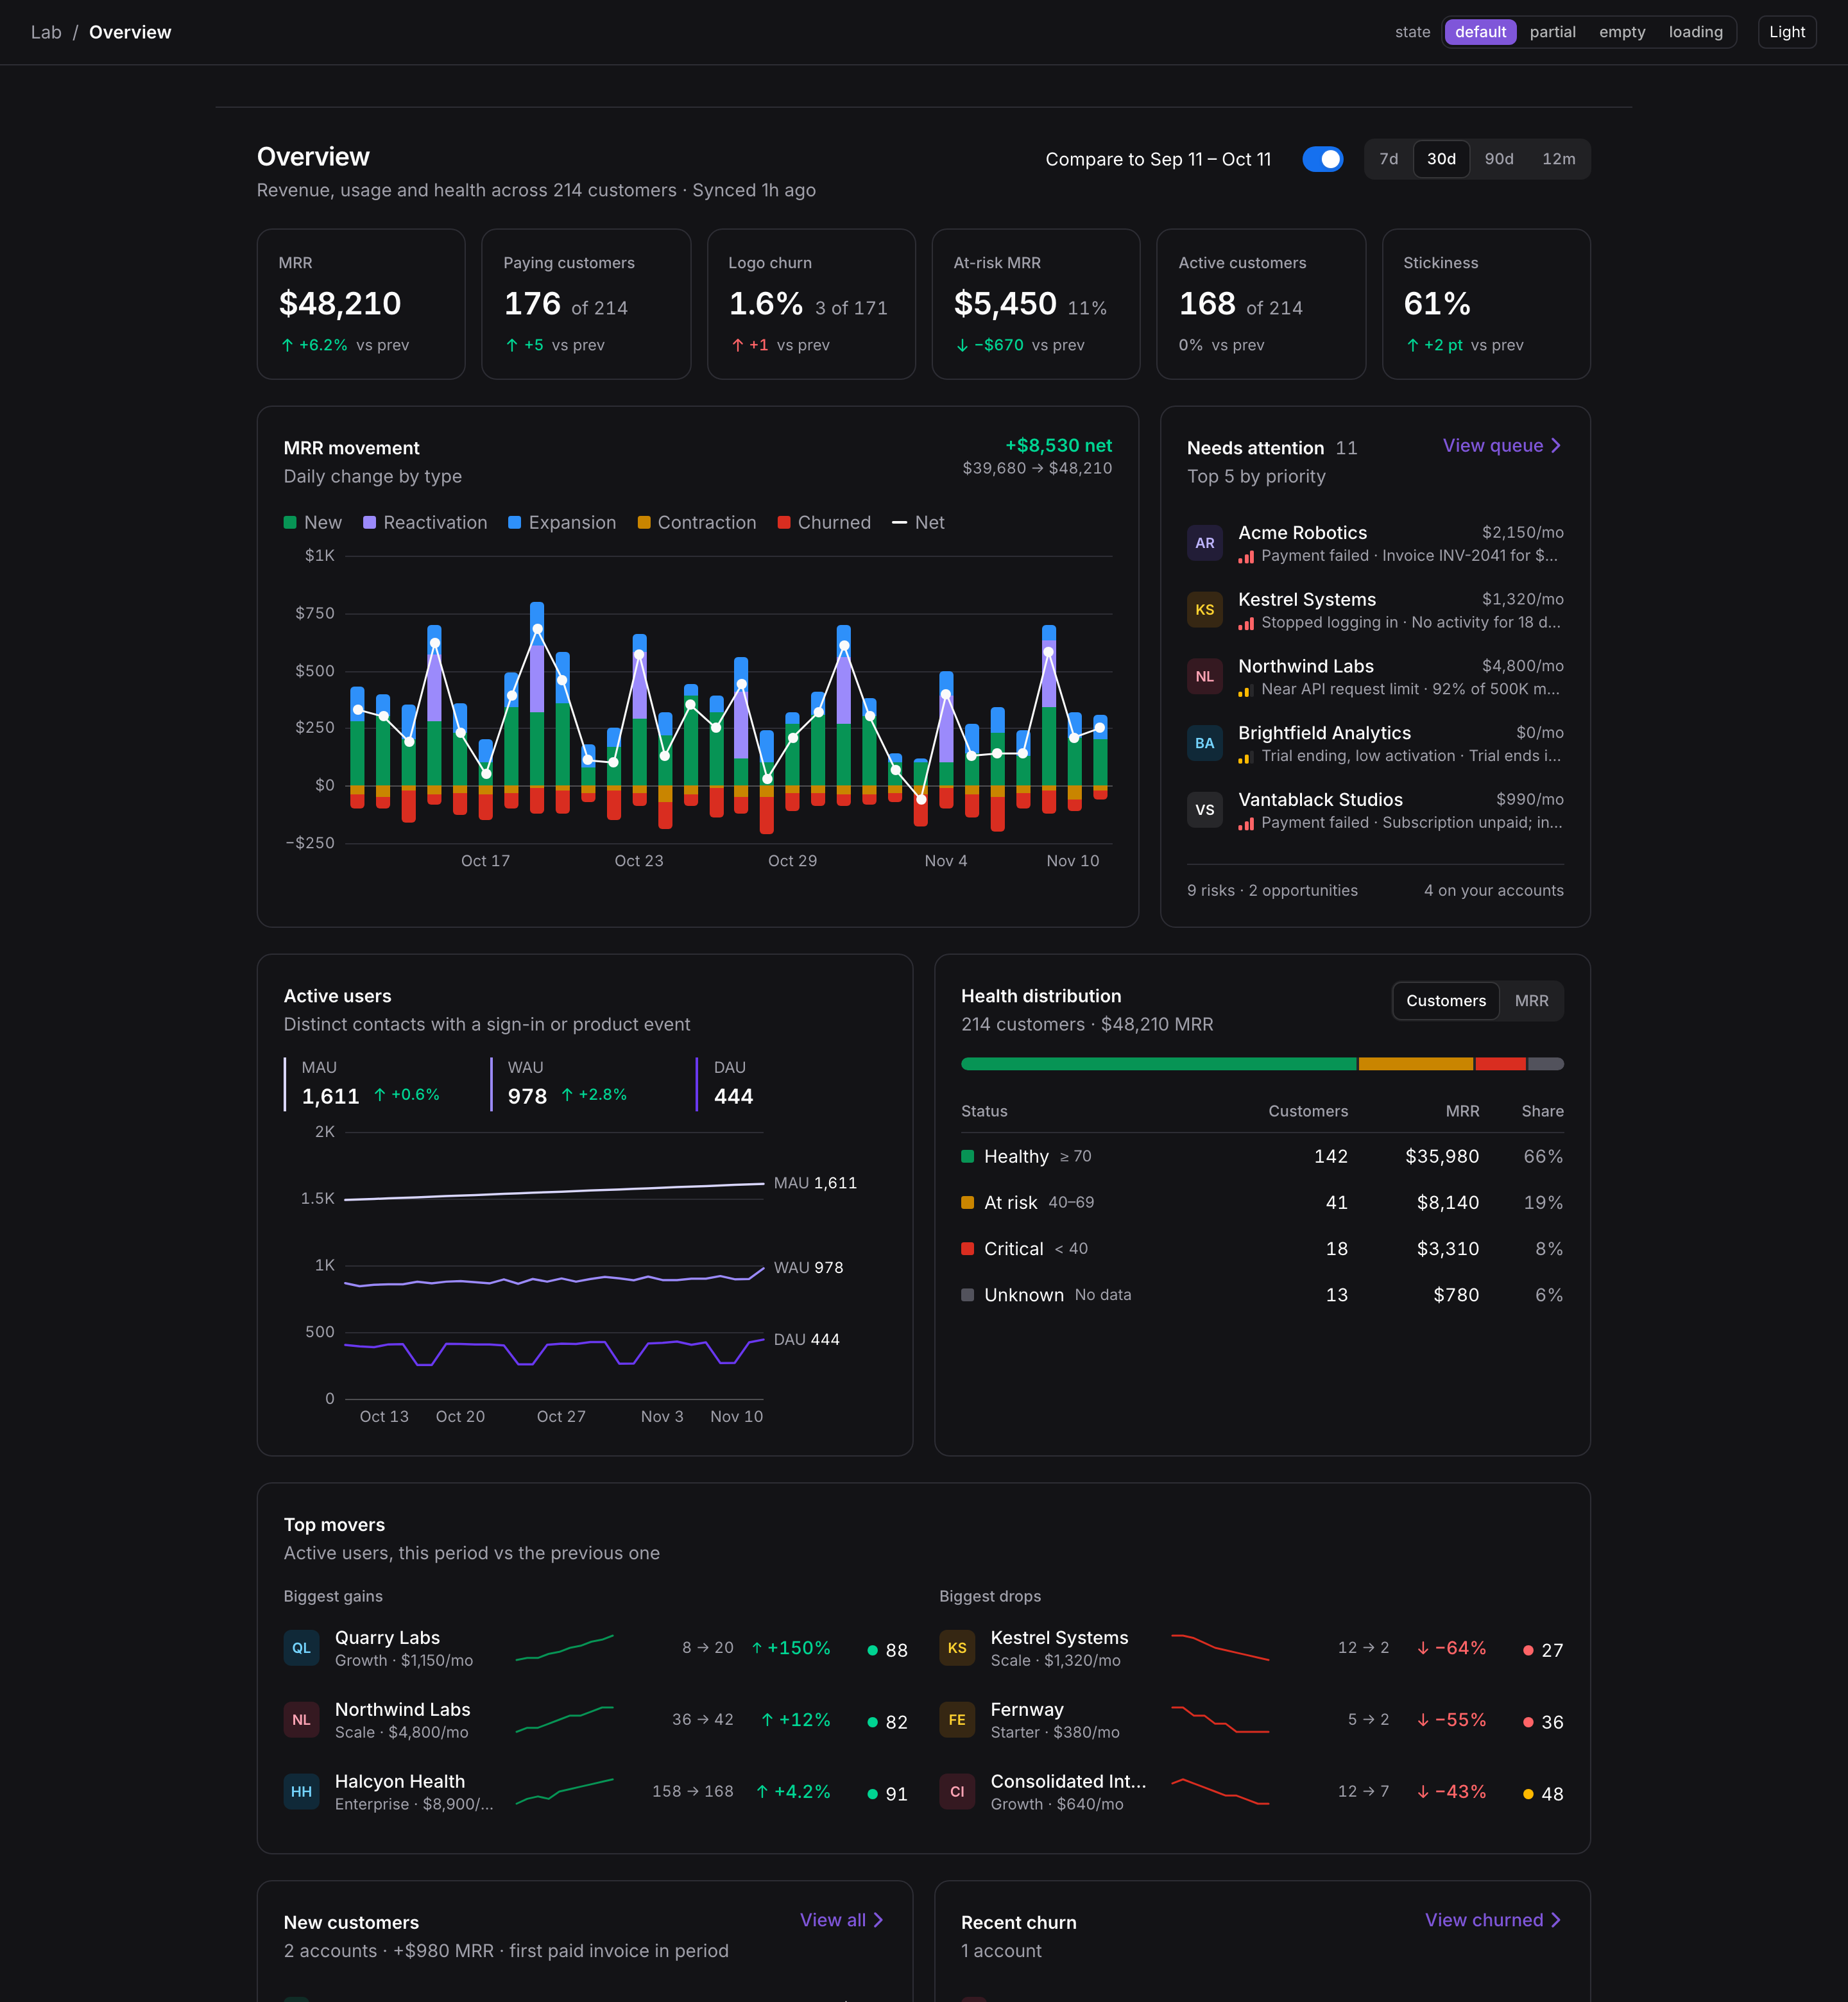 Lab / Overview
state default partial empty loading Light
Overview
Revenue, usage and health across 214 customers · Synced 1h ago
Compare to Sep 11 – Oct 11
7d 30d 90d 12m
MRR
$48,210
↑ +6.2% vs prev
Paying customers
176 of 214
↑ +5 vs prev
Logo churn
1.6% 3 of 171
↑ +1 vs prev
At-risk MRR
$5,450 11%
↓ −$670 vs prev
Active customers
168 of 214
0% vs prev
Stickiness
61%
↑ +2 pt vs prev
MRR movement
Daily change by type
+$8,530 net
$39,680 → $48,210
New Reactivation Expansion Contraction Churned Net
$1K
$750
$500
$250
$0
−$250
Oct 17 Oct 23 Oct 29 Nov 4 Nov 10
Needs attention 11
View queue
Top 5 by priority
AR Acme Robotics $2,150/mo
Payment failed · Invoice INV-2041 for $…
KS Kestrel Systems $1,320/mo
Stopped logging in · No activity for 18 d…
NL Northwind Labs $4,800/mo
Near API request limit · 92% of 500K m…
BA Brightfield Analytics $0/mo
Trial ending, low activation · Trial ends i…
VS Vantablack Studios $990/mo
Payment failed · Subscription unpaid; in…
9 risks · 2 opportunities 4 on your accounts
Active users
Distinct contacts with a sign-in or product event
MAU
1,611 ↑ +0.6%
WAU
978 ↑ +2.8%
DAU
444
2K
1.5K
1K
500
0
MAU 1,611
WAU 978
DAU 444
Oct 13 Oct 20 Oct 27 Nov 3 Nov 10
Health distribution
214 customers · $48,210 MRR
Customers MRR
Status Customers MRR Share
Healthy ≥ 70 142 $35,980 66%
At risk 40–69 41 $8,140 19%
Critical < 40 18 $3,310 8%
Unknown No data 13 $780 6%
Top movers
Active users, this period vs the previous one
Biggest gains
QL Quarry Labs 8 → 20 ↑ +150% 88
Growth · $1,150/mo
NL Northwind Labs 36 → 42 ↑ +12% 82
Scale · $4,800/mo
HH Halcyon Health 158 → 168 ↑ +4.2% 91
Enterprise · $8,900/…
Biggest drops
KS Kestrel Systems 12 → 2 ↓ −64% 27
Scale · $1,320/mo
FE Fernway 5 → 2 ↓ −55% 36
Starter · $380/mo
CI Consolidated Int… 12 → 7 ↓ −43% 48
Growth · $640/mo
New customers
View all
2 accounts · +$980 MRR · first paid invoice in period
Recent churn
View churned
1 account